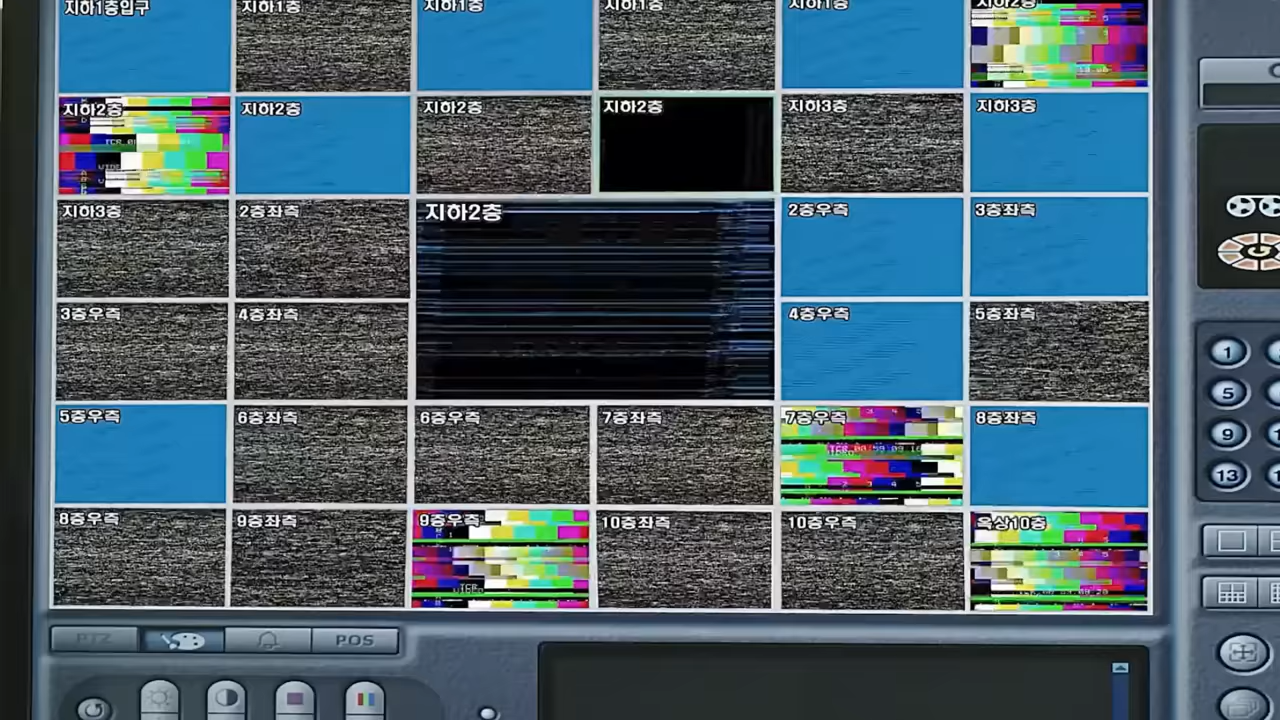 지하1층입구
지하1층
지하1층
지하1층
지하1층
지하2층
지하2층
지하2층
지하2층
지하2층
지하3층
지하3층
지하3층
2층좌측
지하2층
2층우측
3층좌측
3층우측
4층좌측
4층우측
5층좌측
5층우측
6층좌측
6층우측
7층좌측
7층우측
8층좌측
8층우측
9층좌측
9층우측
10층좌측
10층우측
옥상10층
PTZ
POS
1
5
9
13